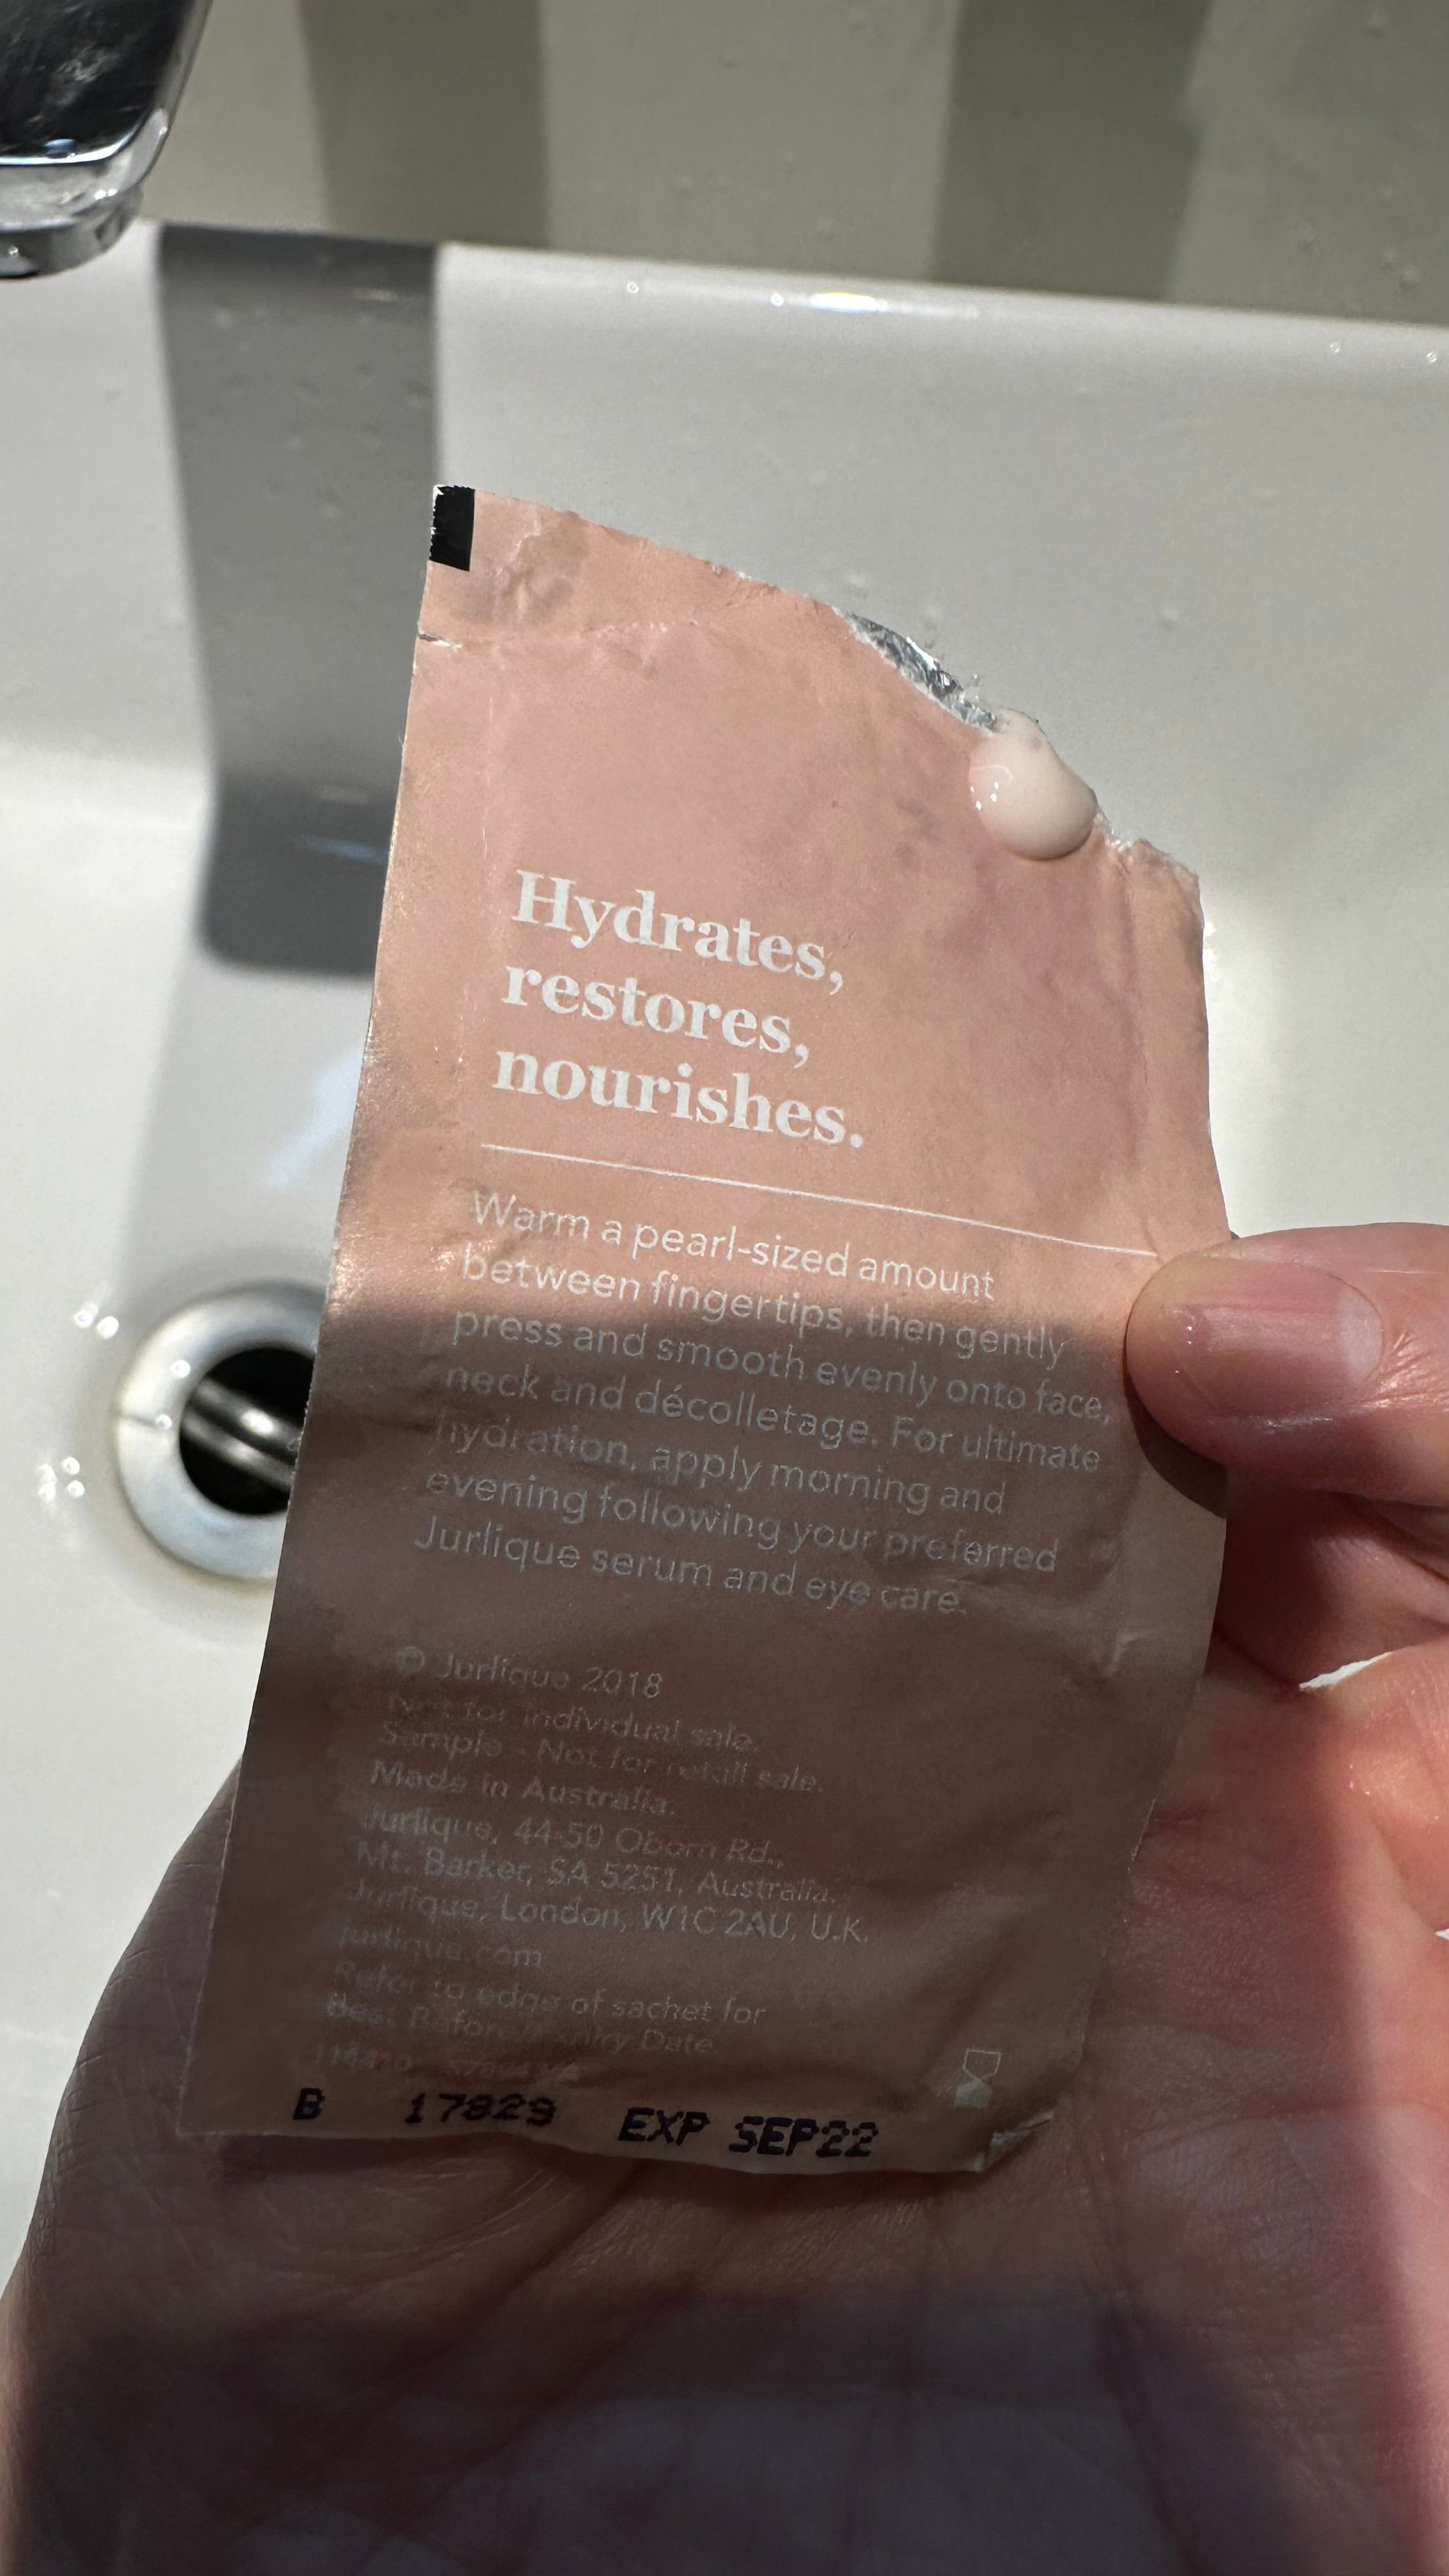 Hydrates,
restores,
nourishes.
Warm a pearl-sized amount
between fingertips, then gently
press and smooth evenly onto face,
neck and décolletage. For ultimate
hydration, apply morning and
evening following your preferred
Jurlique serum and eye care.
© Jurlique 2018
Not for individual sale.
Sample - Not for retail sale.
Made in Australia.
Jurlique, 44-50 Oborn Rd.,
Mt. Barker, SA 5251, Australia.
Jurlique, London, W1C 2AU, U.K.
jurlique.com
Refer to edge of sachet for
Best Before/Expiry Date
B 17829 EXP SEP22